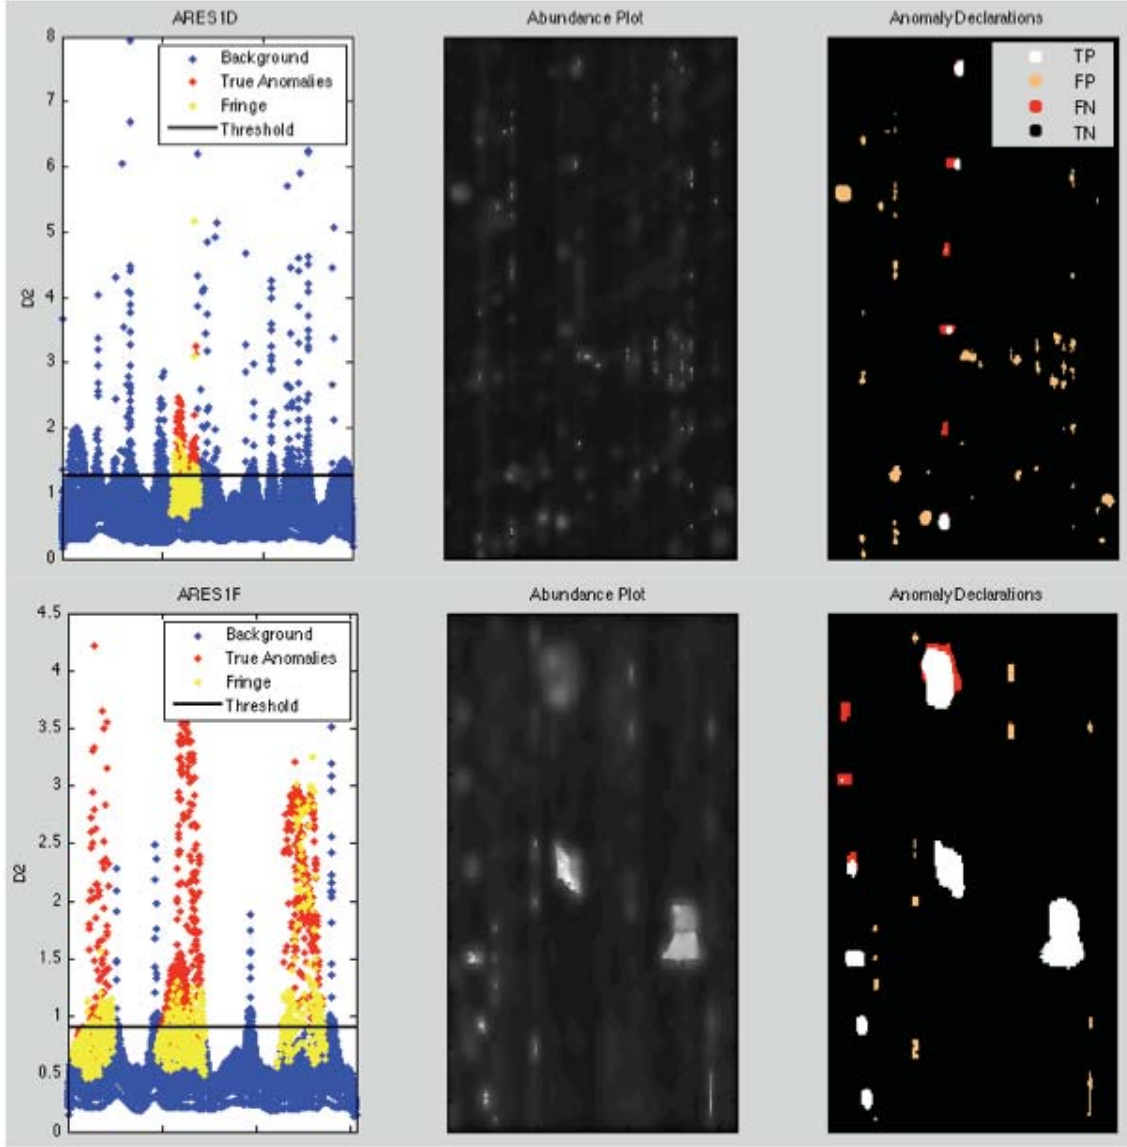 ARES1D
Abundance Plot
Anomaly Declarations
8
7
6
5
4
3
2
1
0
D2
Background
True Anomalies
Fringe
Threshold
TP
FP
FN
TN
ARES1F
Abundance Plot
Anomaly Declarations
4.5
4
3.5
3
2.5
2
1.5
1
0.5
0
D2
Background
True Anomalies
Fringe
Threshold